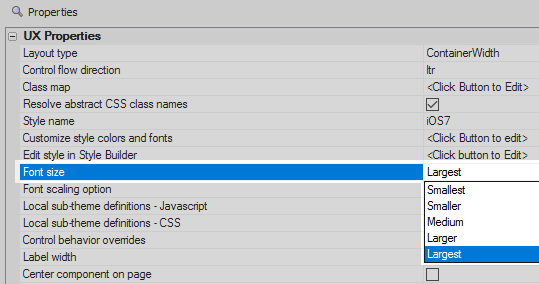 Properties
UX Properties
Layout type ContainerWidth
Control flow direction ltr
Class map <Click Button to Edit>
Resolve abstract CSS class names
Style name iOS7
Customize style colors and fonts <Click Button to edit>
Edit style in Style Builder <Click button to Edit>
Font size Largest
Font scaling option Smallest
Local sub-theme definitions - Javascript Smaller
Local sub-theme definitions - CSS Medium
Control behavior overrides Larger
Label width Largest
Center component on page